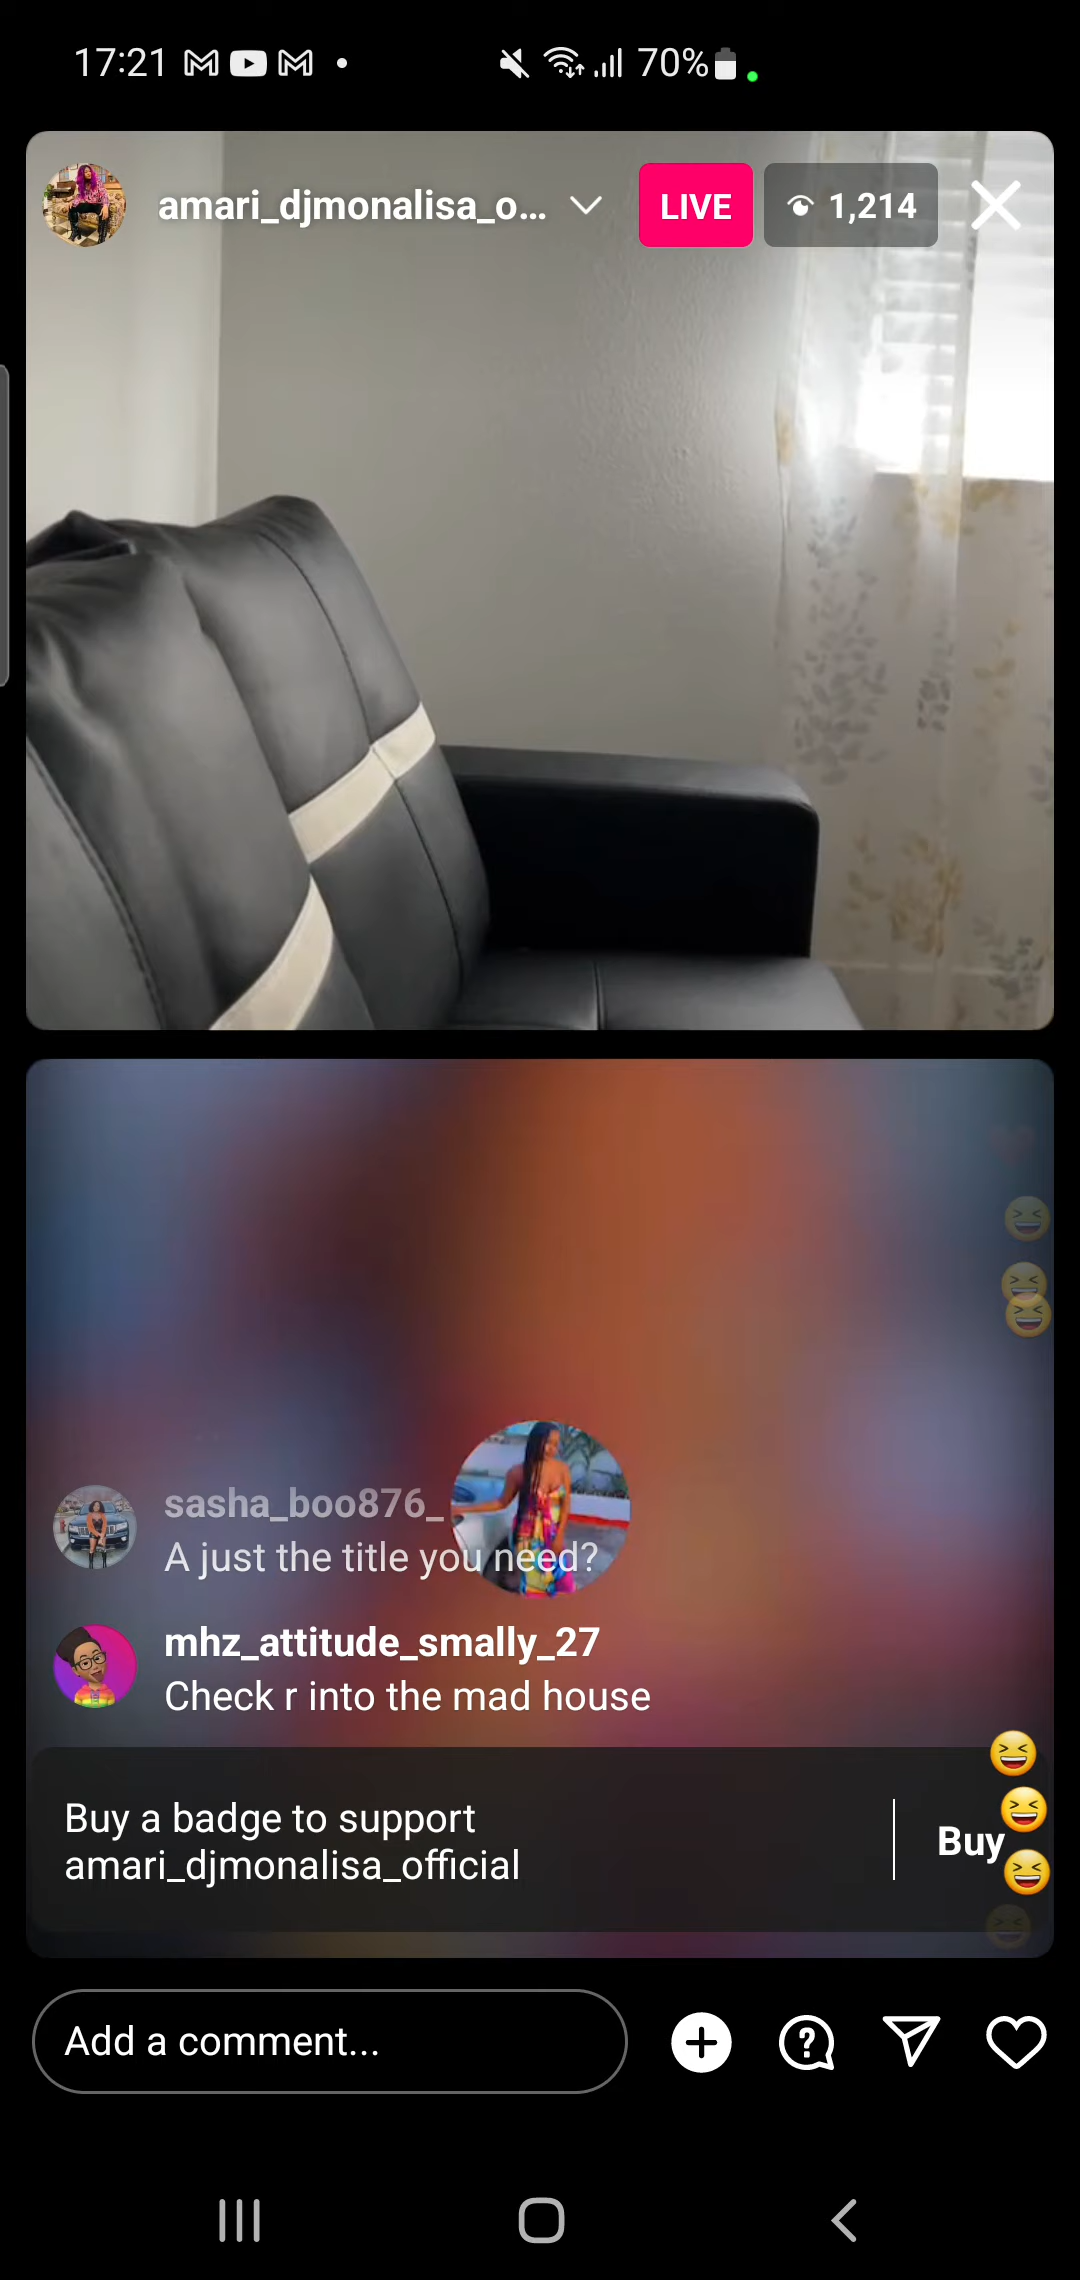 17:21
70%
amari_djmonalisa_o...
LIVE
1,214
sasha_boo876_
A just the title you need?
mhz_attitude_smally_27
Check r into the mad house
Buy a badge to support
amari_djmonalisa_official
Buy
Add a comment...